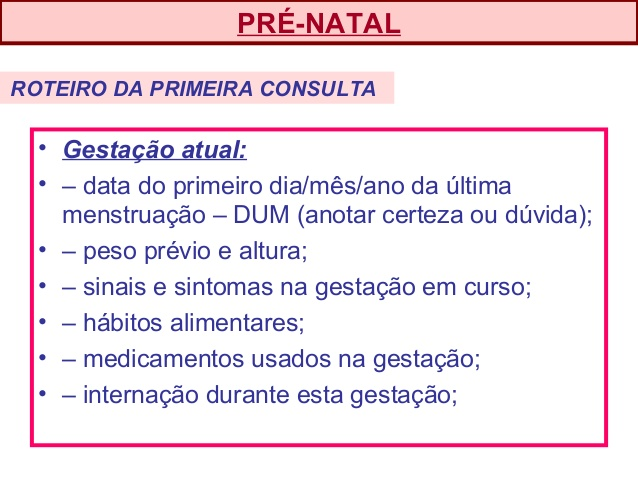 PRÉ-NATAL
ROTEIRO DA PRIMEIRA CONSULTA
• Gestação atual:
• – data do primeiro dia/mês/ano da última
menstruação – DUM (anotar certeza ou dúvida);
• – peso prévio e altura;
• – sinais e sintomas na gestação em curso;
• – hábitos alimentares;
• – medicamentos usados na gestação;
• – internação durante esta gestação;